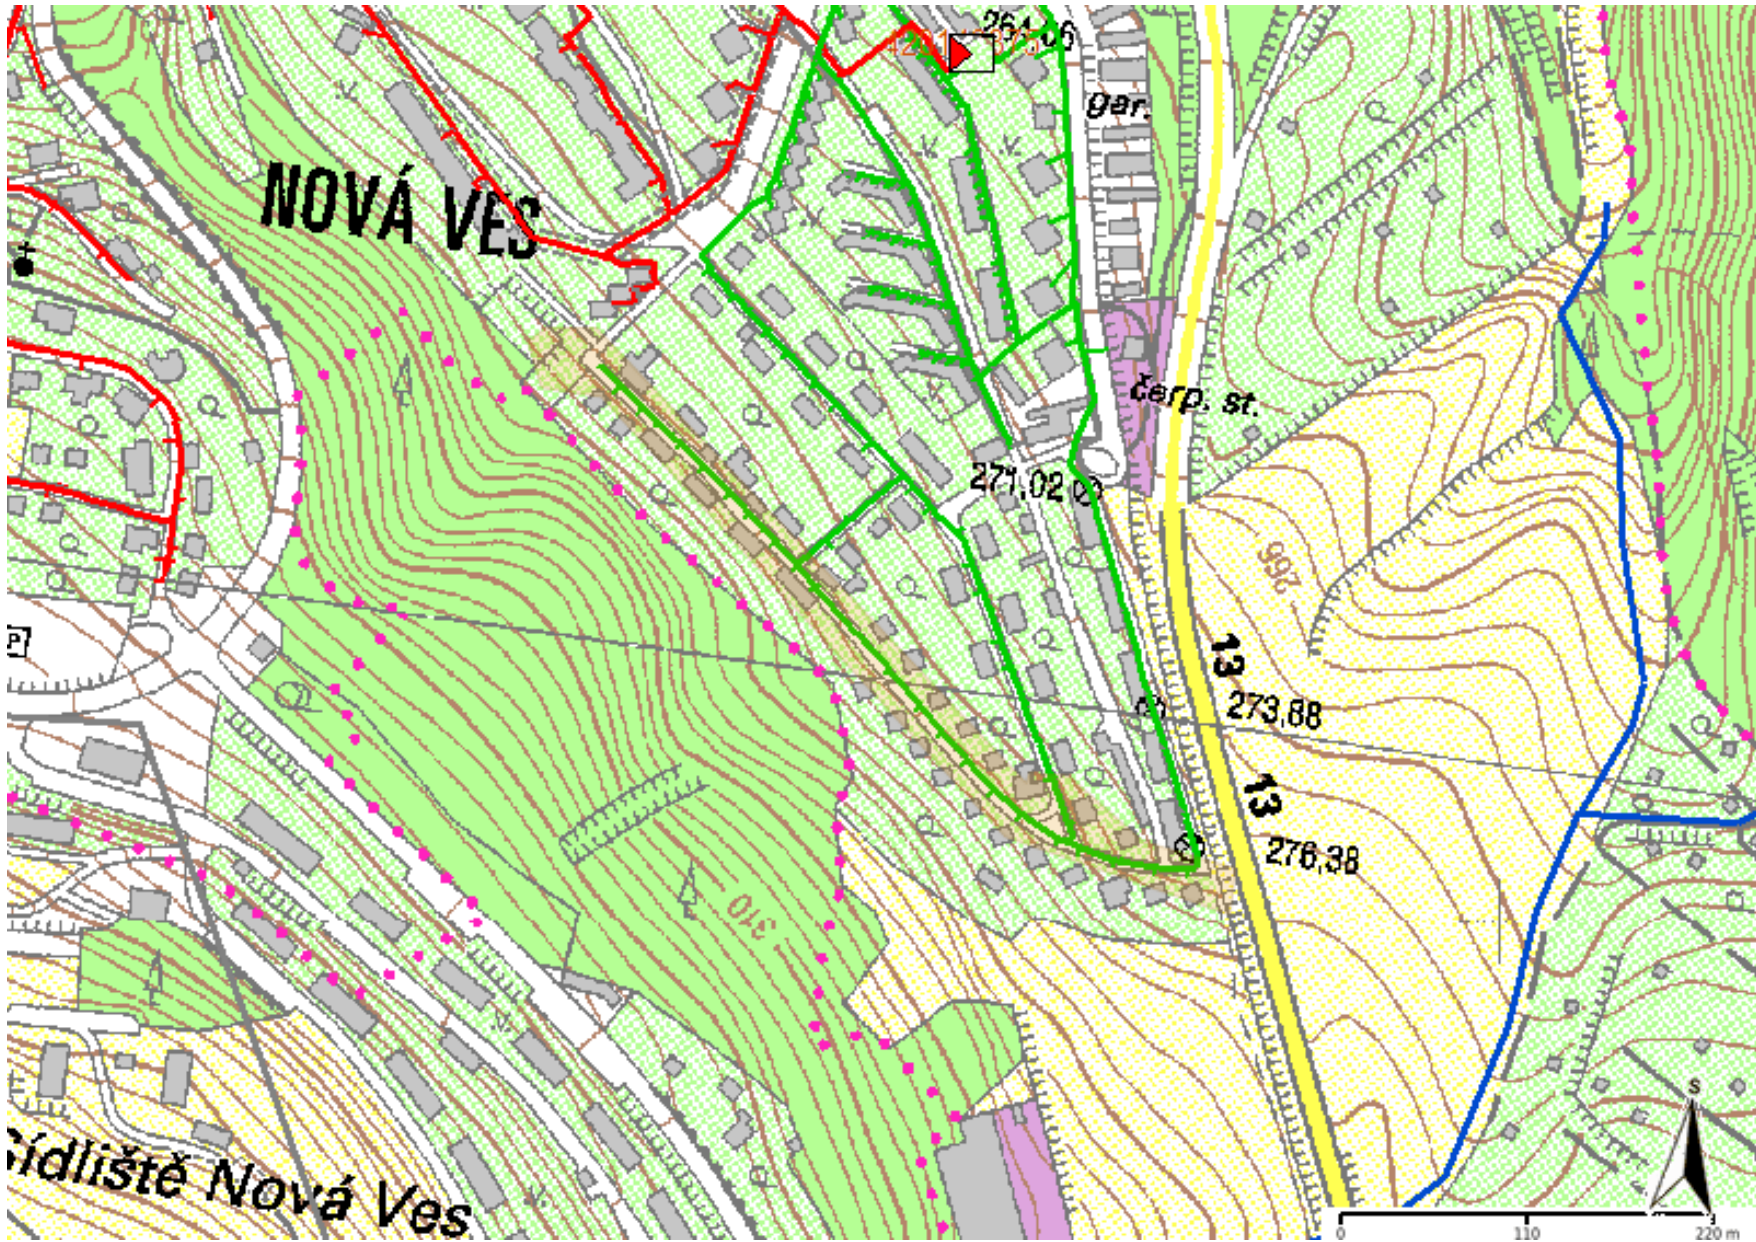 264,06
gar.
NOVÁ VES
čerp. st.
271,02
266
13
273,88
P
13
276,38
310
Sídliště Nová Ves
S
0 110 220 m